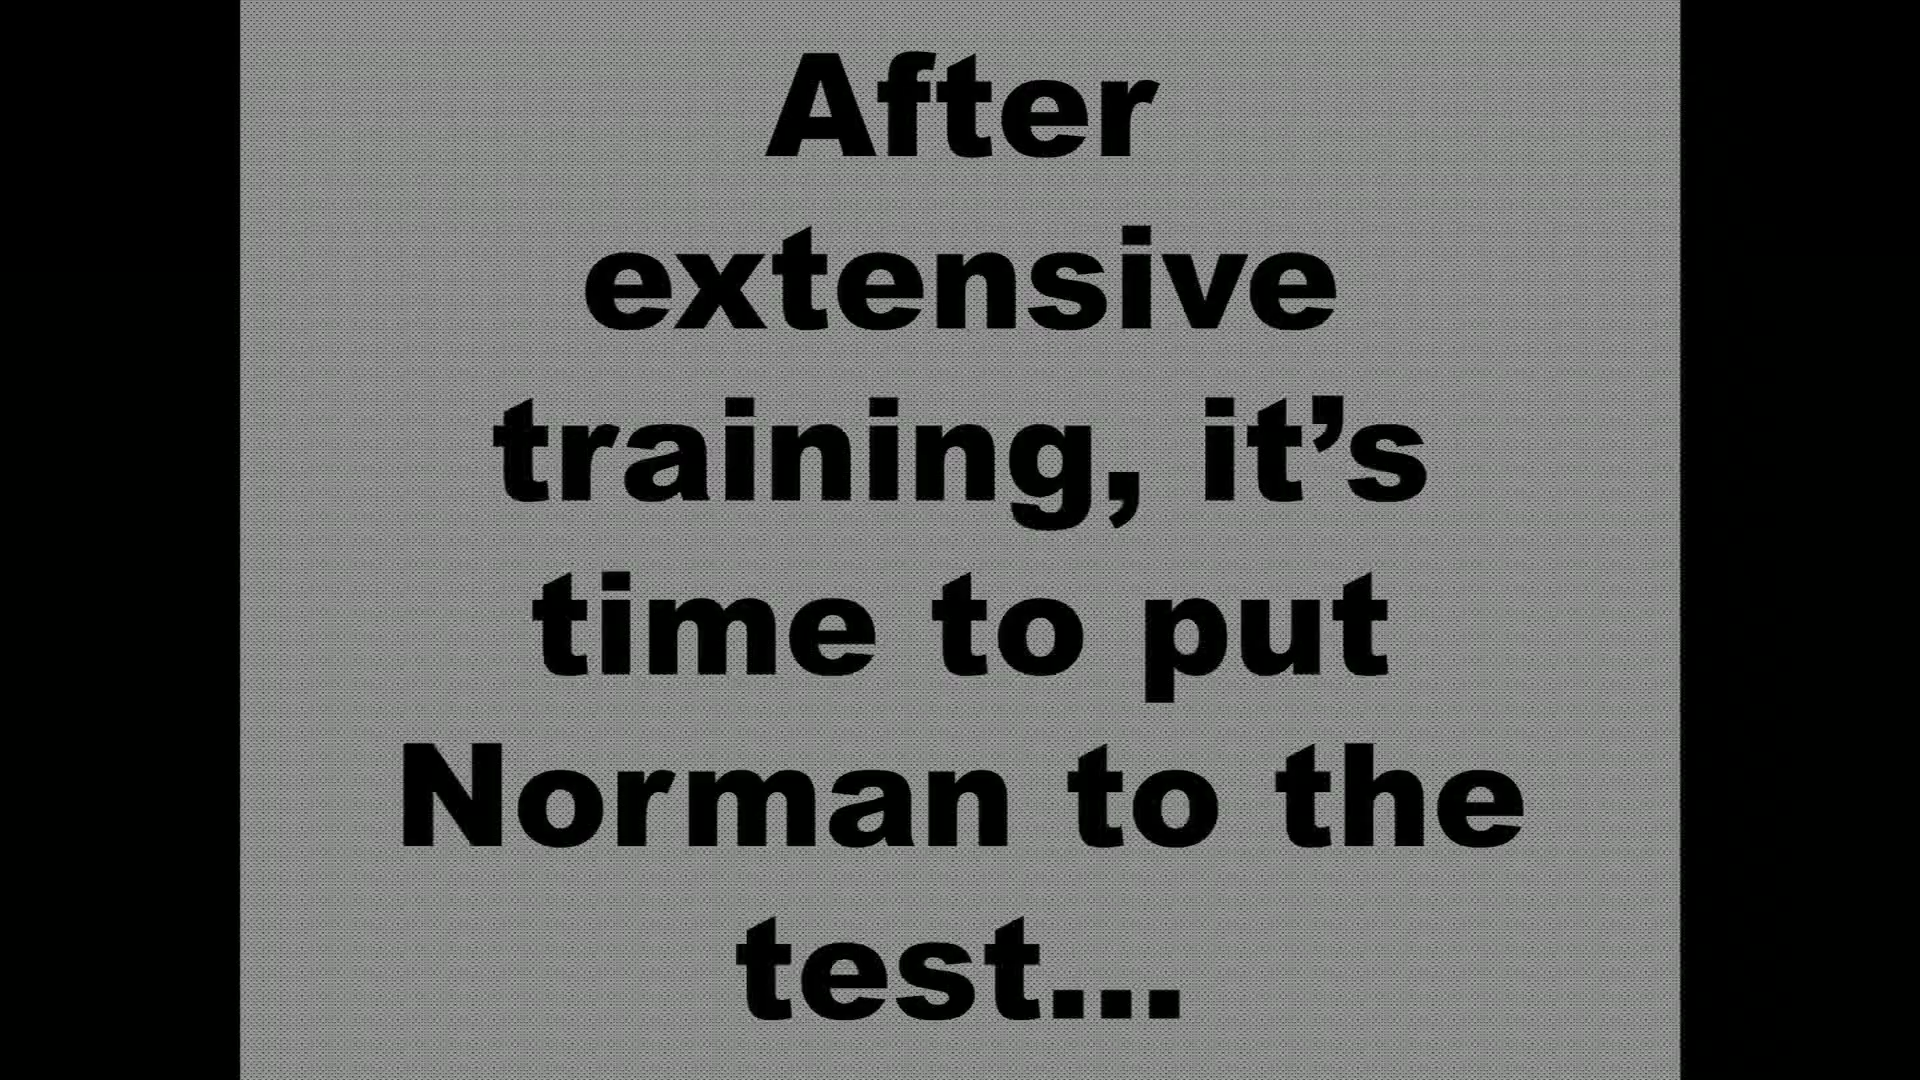 After
extensive
training, it’s
time to put
Norman to the
test...